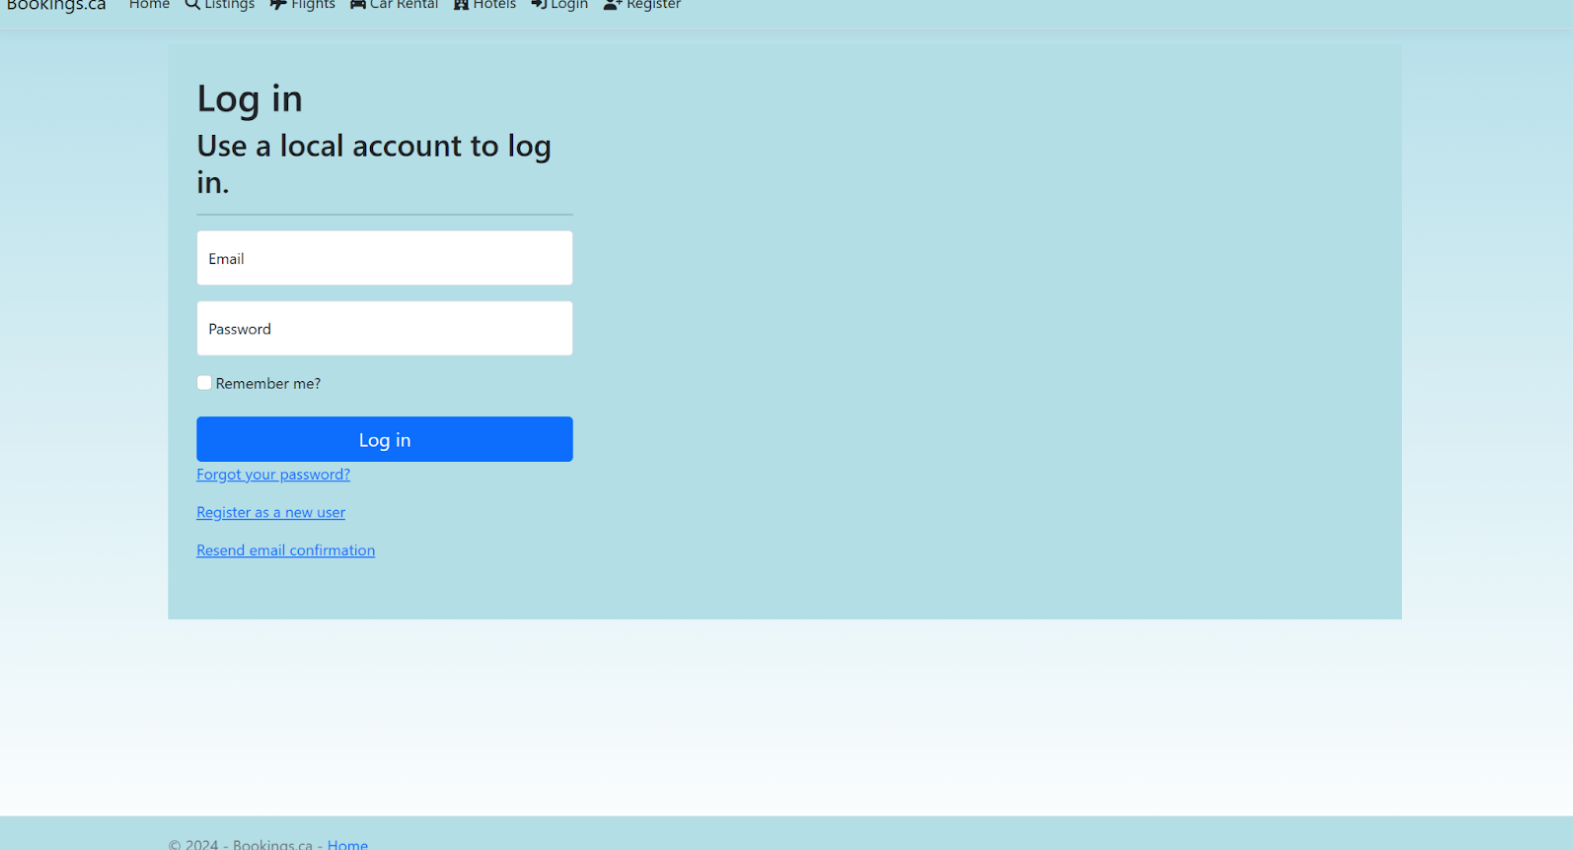 Bookings.ca Home Listings Flights Car Rental Hotels Login Register
Log in
Use a local account to log
in.
Email
Password
Remember me?
Log in
Forgot your password?
Register as a new user
Resend email confirmation
© 2024 - Bookings.ca - Home